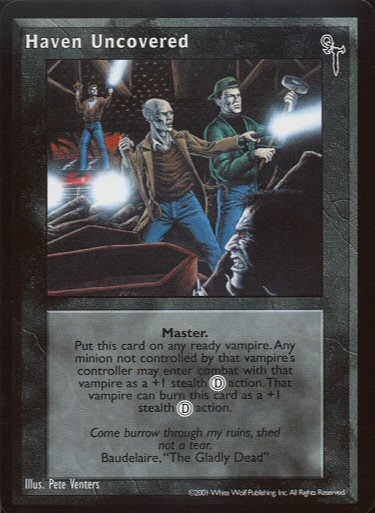 Haven Uncovered
Master.
Put this card on any ready vampire. Any
minion not controlled by that vampire's
controller may enter combat with that
vampire as a +1 stealth Ⓓ action. That
vampire can burn this card as a +1
stealth Ⓓ action.
Come burrow through my ruins, shed
not a tear.
Baudelaire, "The Gladly Dead"
Illus. Pete Venters
©2001 White Wolf Publishing, Inc. All Rights Reserved.